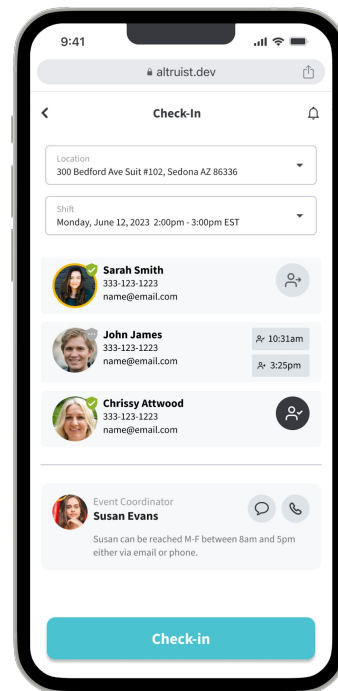 9:41
altruist.dev
Check-In
Location
300 Bedford Ave Suit #102, Sedona AZ 86336
Shift
Monday, June 12, 2023 2:00pm - 3:00pm EST
Sarah Smith
333-123-1223
name@email.com
John James
333-123-1223
name@email.com
10:31am
3:25pm
Chrissy Attwood
333-123-1223
name@email.com
Event Coordinator
Susan Evans
Susan can be reached M-F between 8am and 5pm
either via email or phone.
Check-in